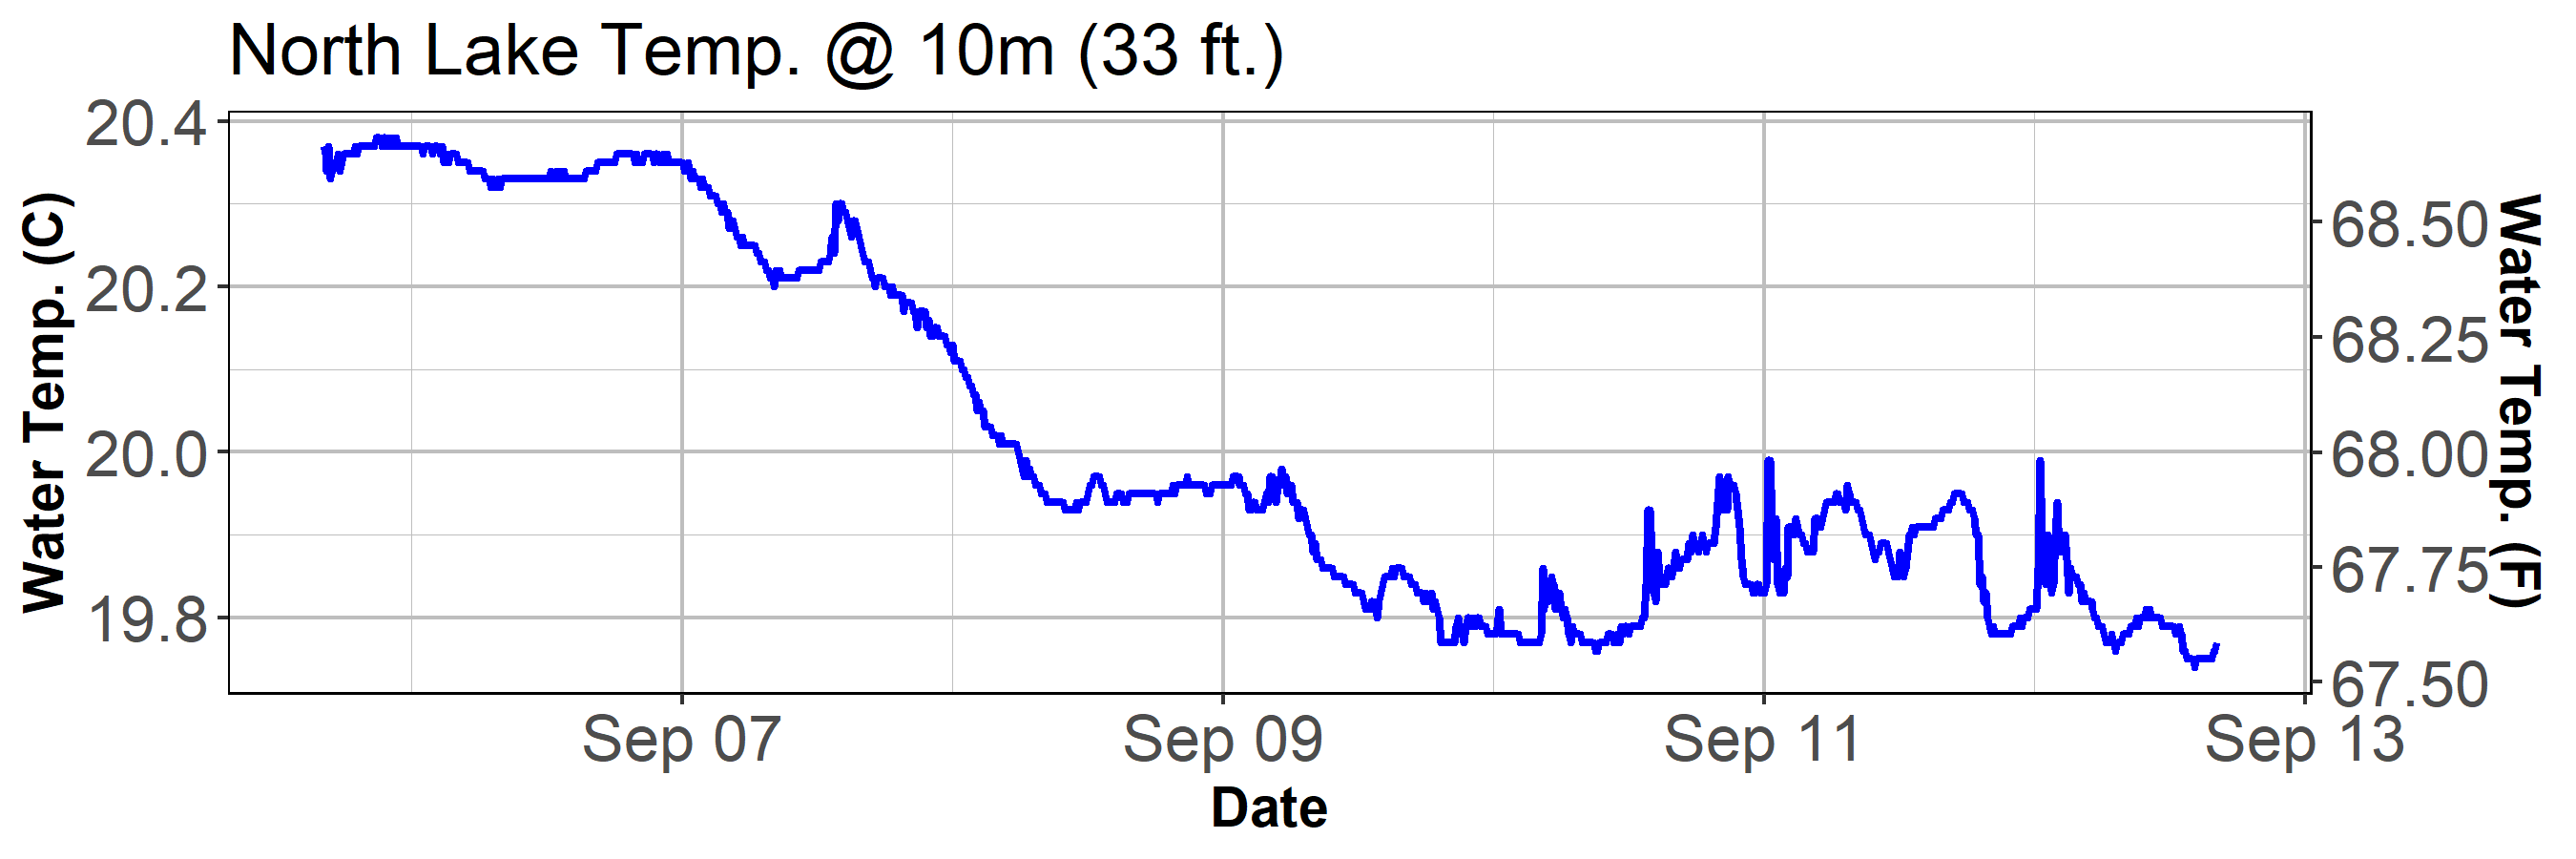 North Lake Temp. @ 10m (33 ft.)
Water Temp. (C)
20.4
20.2
20.0
19.8
68.50
68.25
68.00
67.75
67.50
Water Temp. (F)
Sep 07
Sep 09
Sep 11
Sep 13
Date